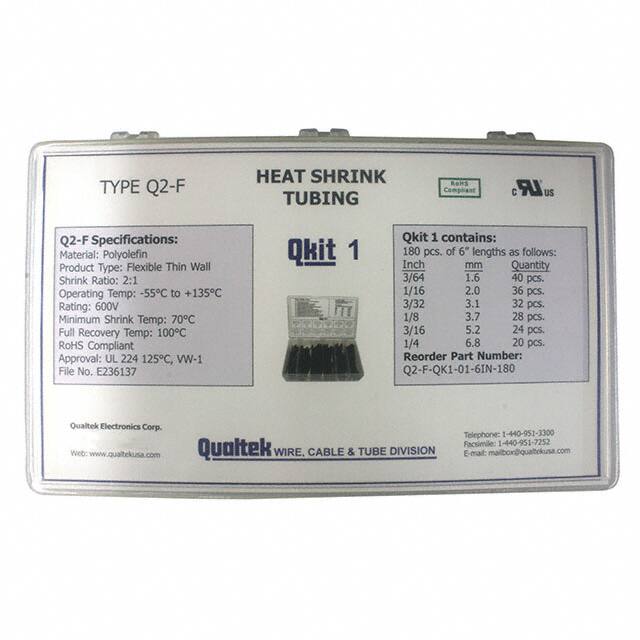 TYPE Q2-F
HEAT SHRINK
TUBING
RoHS
Compliant
c RU US
Q2-F Specifications:
Material: Polyolefin
Product Type: Flexible Thin Wall
Shrink Ratio: 2:1
Operating Temp: -55°C to +135°C
Rating: 600V
Minimum Shrink Temp: 70°C
Full Recovery Temp: 100°C
RoHS Compliant
Approval: UL 224 125°C, VW-1
File No. E236137
Qkit 1
Qkit 1 contains:
180 pcs. of 6" lengths as follows:
Inch mm Quantity
3/64 1.6 40 pcs.
1/16 2.0 36 pcs.
3/32 3.1 32 pcs.
1/8 3.7 28 pcs.
3/16 5.2 24 pcs.
1/4 6.8 20 pcs.
Reorder Part Number:
Q2-F-QK1-01-6IN-180
Qualtek Electronics Corp.
Web: www.qualtekusa.com
Qualtek WIRE, CABLE & TUBE DIVISION
Telephone: 1-440-951-3300
Facsimile: 1-440-951-7252
E-mail: mailbox@qualtekusa.com